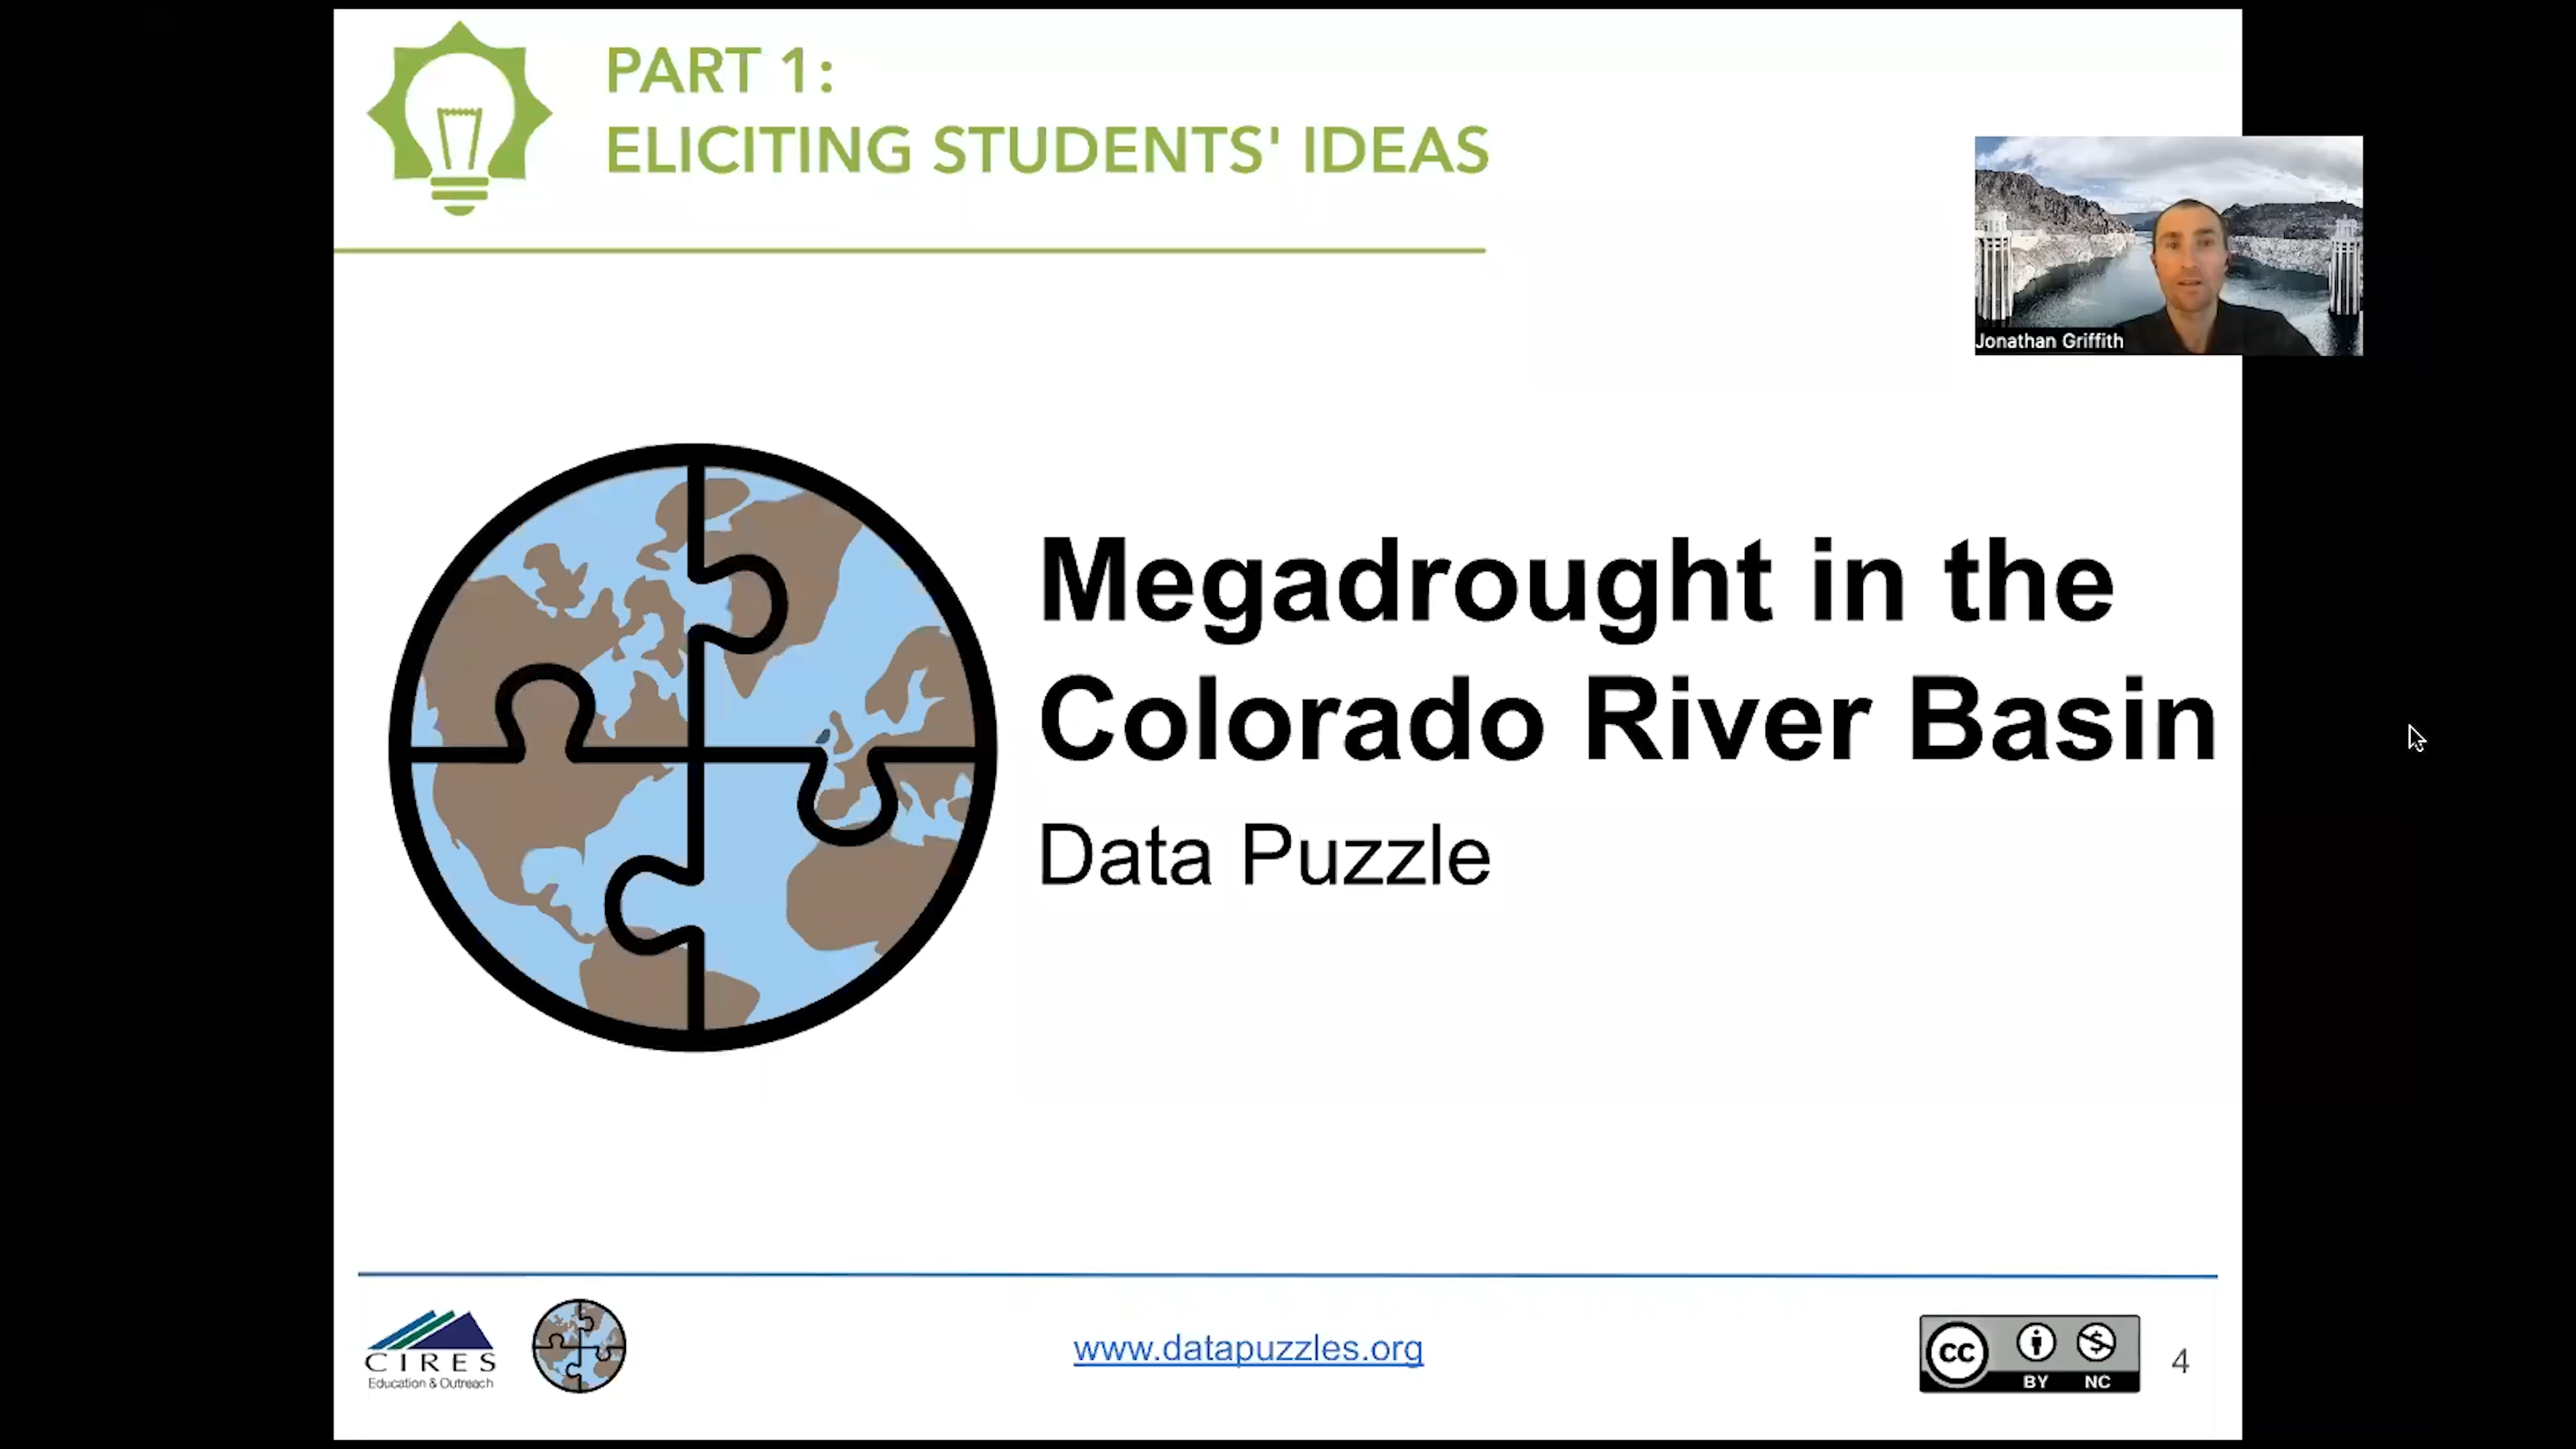 PART 1:
ELICITING STUDENTS' IDEAS
Jonathan Griffith
Megadrought in the
Colorado River Basin
Data Puzzle
CIRES
Education & Outreach
www.datapuzzles.org
cc
BY NC
4